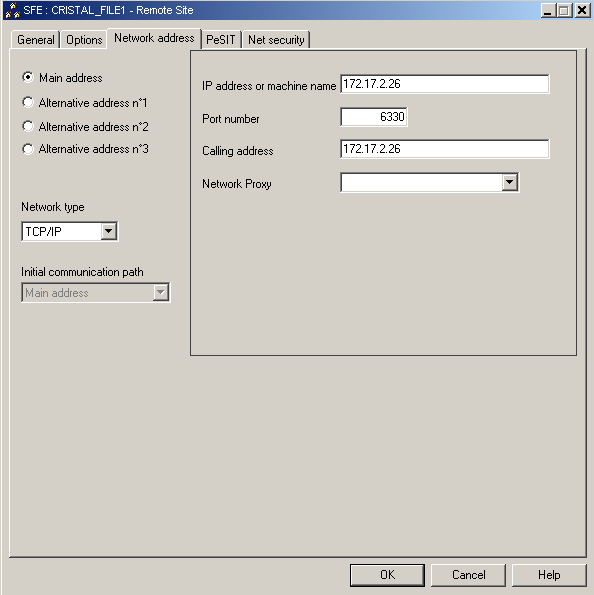 SFE : CRISTAL_FILE1 - Remote Site
General Options Network address PeSIT Net security
Main address
Alternative address n°1
Alternative address n°2
Alternative address n°3
Network type
TCP/IP
Initial communication path
Main address
IP address or machine name 172.17.2.26
Port number 6330
Calling address 172.17.2.26
Network Proxy
OK Cancel Help